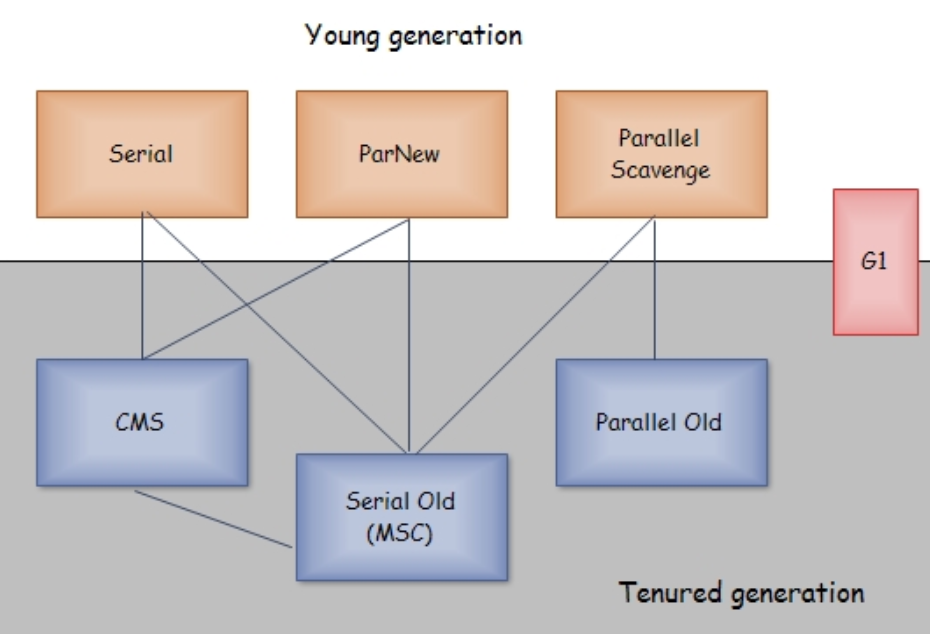 Young generation
Serial
ParNew
Parallel
Scavenge
G1
CMS
Parallel Old
Serial Old
(MSC)
Tenured generation